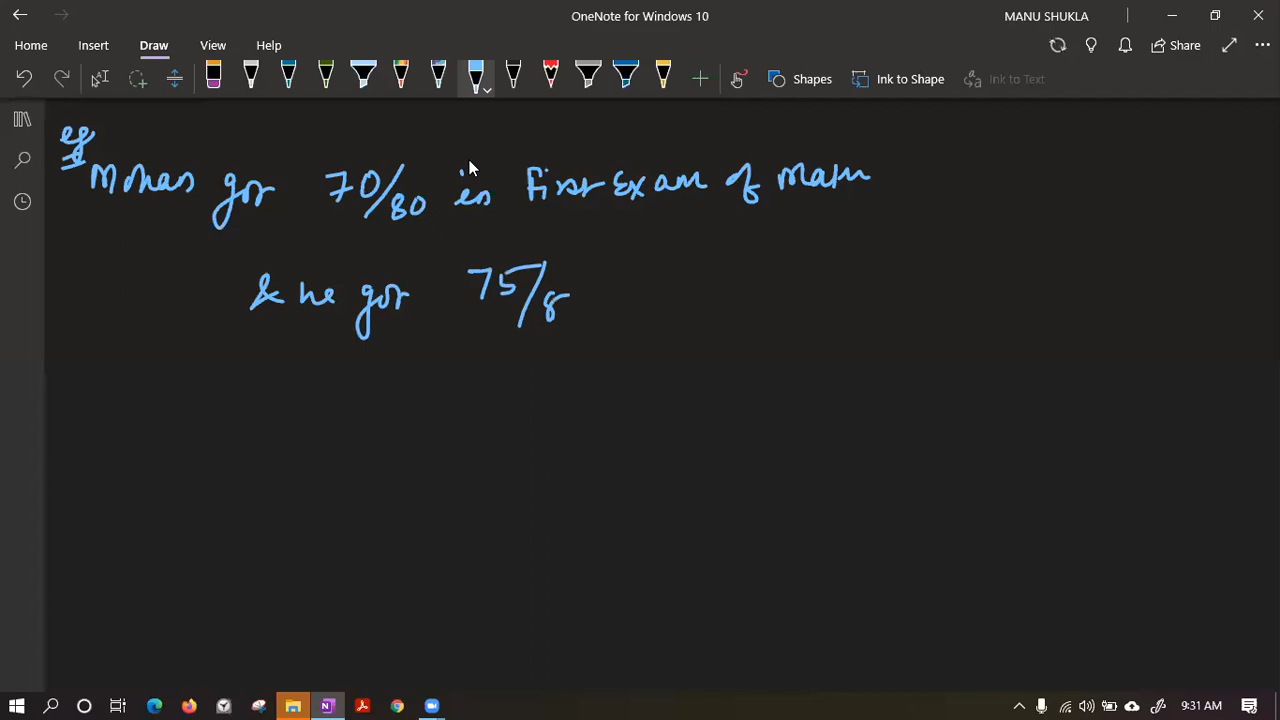 OneNote for Windows 10
MANU SHUKLA
Home Insert Draw View Help
Share
Shapes Ink to Shape Ink to Text
eg
Mohan got 70/80 in first Exam of Math
& he got 75/8
9:31 AM